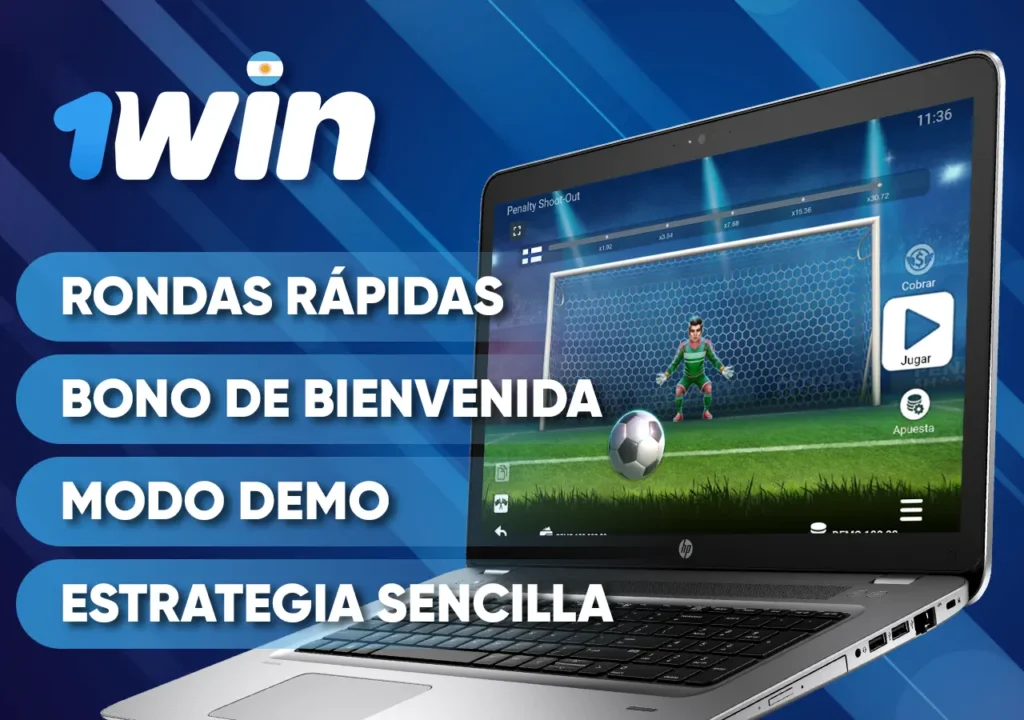 1win
RONDAS RÁPIDAS
BONO DE BIENVENIDA
MODO DEMO
ESTRATEGIA SENCILLA
11:36
Penalty Shoot-Out
x1.92
x3.84
x7.68
x15.36
x30.72
Cobrar
Jugar
Apuesta
hp